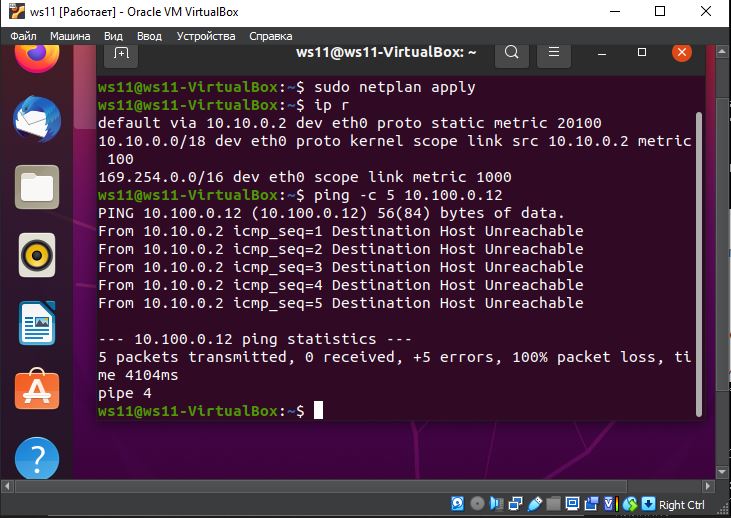 ws11 [Работает] - Oracle VM VirtualBox
Файл Машина Вид Ввод Устройства Справка
ws11@ws11-VirtualBox: ~
ws11@ws11-VirtualBox:~$ sudo netplan apply
ws11@ws11-VirtualBox:~$ ip r
default via 10.10.0.2 dev eth0 proto static metric 20100
10.10.0.0/18 dev eth0 proto kernel scope link src 10.10.0.2 metric
100
169.254.0.0/16 dev eth0 scope link metric 1000
ws11@ws11-VirtualBox:~$ ping -c 5 10.100.0.12
PING 10.100.0.12 (10.100.0.12) 56(84) bytes of data.
From 10.10.0.2 icmp_seq=1 Destination Host Unreachable
From 10.10.0.2 icmp_seq=2 Destination Host Unreachable
From 10.10.0.2 icmp_seq=3 Destination Host Unreachable
From 10.10.0.2 icmp_seq=4 Destination Host Unreachable
From 10.10.0.2 icmp_seq=5 Destination Host Unreachable
--- 10.100.0.12 ping statistics ---
5 packets transmitted, 0 received, +5 errors, 100% packet loss, ti
me 4104ms
pipe 4
ws11@ws11-VirtualBox:~$
Right Ctrl